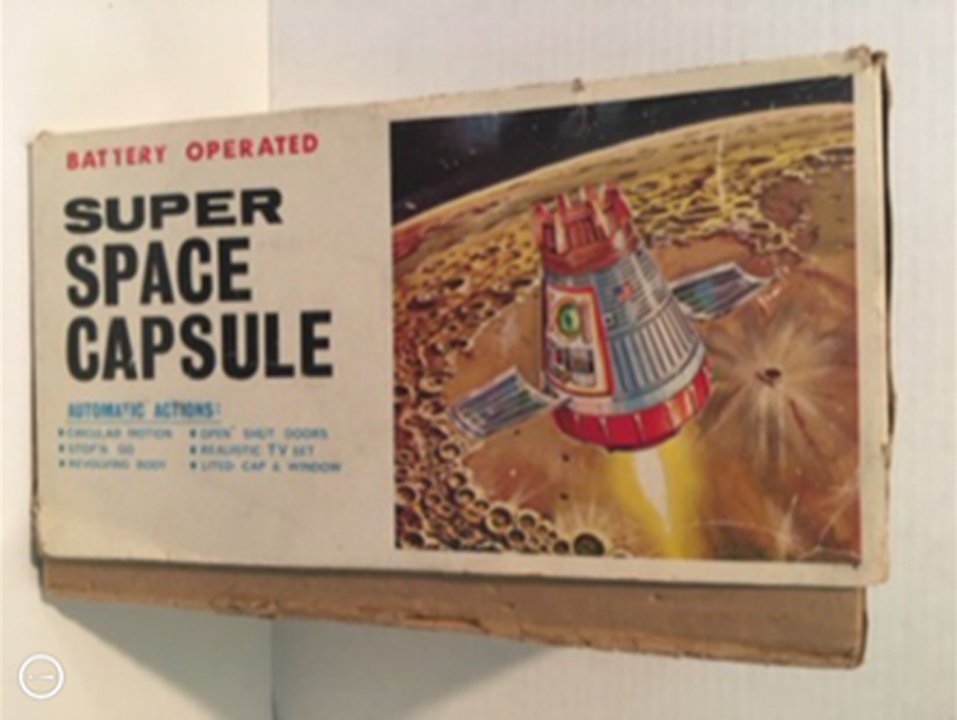 BATTERY OPERATED
SUPER
SPACE
CAPSULE
AUTOMATIC ACTIONS:
• CIRCULAR MOTION • OPEN' SHUT DOORS
• STOP'N GO • REALISTIC TV SET
• REVOLVING BODY • LITED CAP & WINDOW